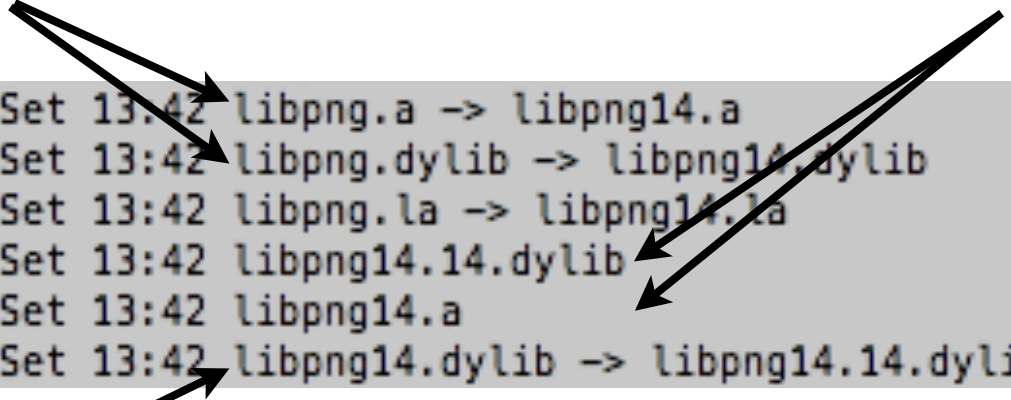 Set 13:42 libpng.a -> libpng14.a
Set 13:42 libpng.dylib -> libpng14.dylib
Set 13:42 libpng.la -> libpng14.la
Set 13:42 libpng14.14.dylib
Set 13:42 libpng14.a
Set 13:42 libpng14.dylib -> libpng14.14.dyli